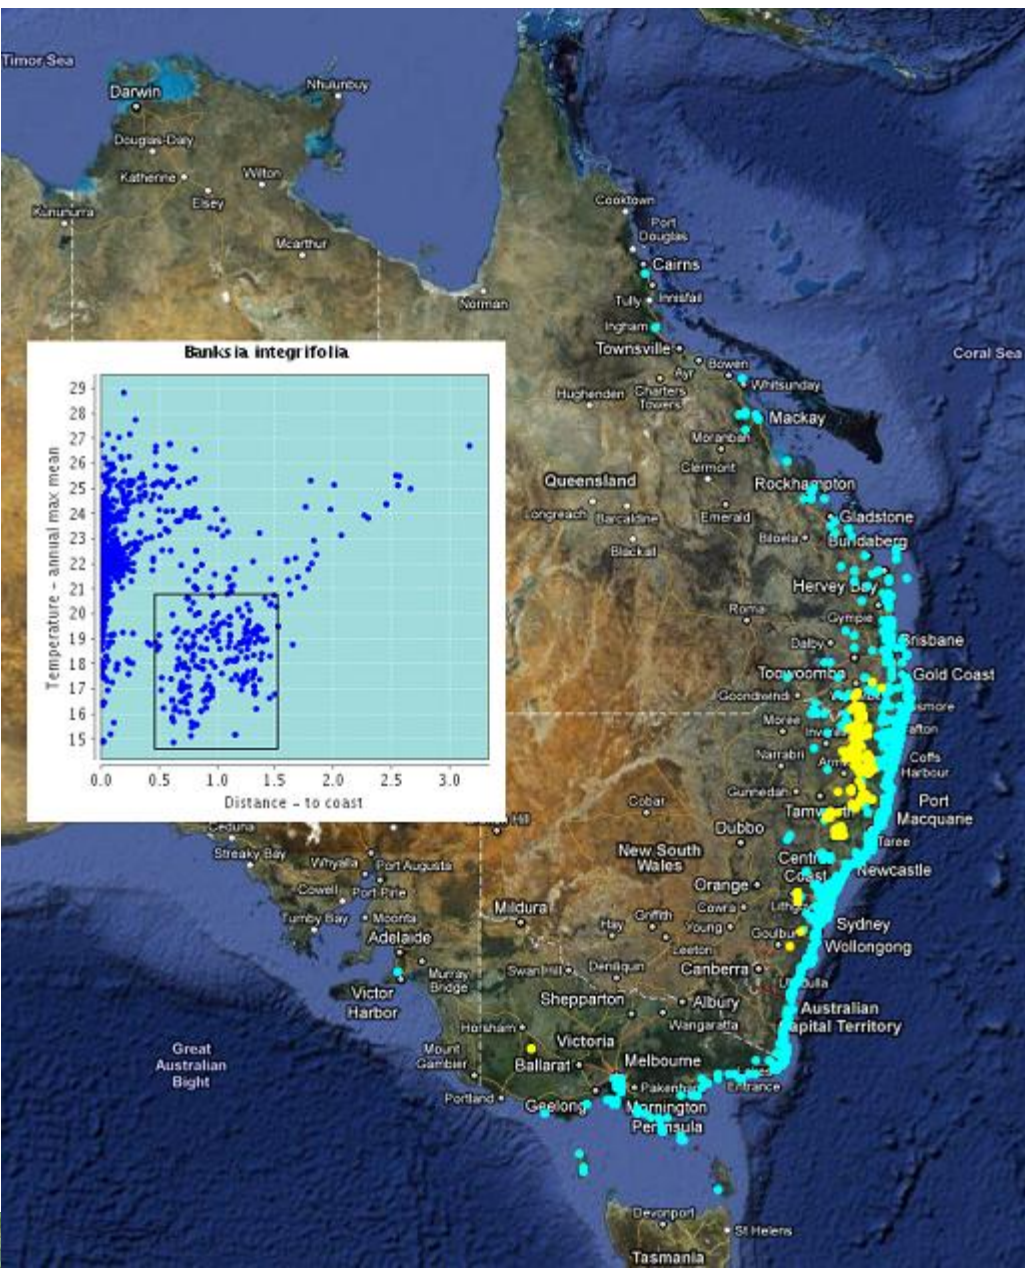 Timor Sea
Darwin
Nhulunbuy
Douglas-Daly
Katherine
Wilton
Elsey
Kununurra
Mcarthur
Norman
Cooktown
Port
Douglas
Cairns
Tully
Innisfail
Ingham
Townsville
Bowen
Ayr
Whitsunday
Charters
Towers
Hughenden
Coral Sea
Mackay
Moranbah
Clermont
Queensland
Rockhampton
Longreach
Barcaldine
Emerald
Gladstone
Blackall
Biloela
Bundaberg
Hervey Bay
Roma
Gympie
Dalby
Brisbane
Toowoomba
Gold Coast
Goondiwindi
Moree
Narrabri
Coffs
Harbour
Gunnedah
Tamworth
Port
Macquarie
Cobar
Dubbo
Taree
New South
Wales
Central
Coast
Newcastle
Orange
Cowra
Sydney
Wollongong
Griffith
Hay
Young
Leeton
Goulbu
Canberra
Mildura
Swan Hill
Deniliquin
Shepparton
Albury
Wangaratta
Australian
apital Territory
Banksia integrifolia
29
28
27
26
25
24
23
22
21
20
19
18
17
16
15
Temperature - annual max mean
0.0 0.5 1.0 1.5 2.0 2.5 3.0
Distance - to coast
Ceduna
Streaky Bay
Whyalla
Port Augusta
Cowell
Port Pirie
Tumby Bay
Moonta
Adelaide
Murray
Bridge
Victor
Harbor
Great
Australian
Bight
Horsham
Victoria
Mount
Gambier
Ballarat
Melbourne
Portland
Geelong
Pakenham
Entrance
Mornington
Peninsula
Devonport
St Helens
Tasmania